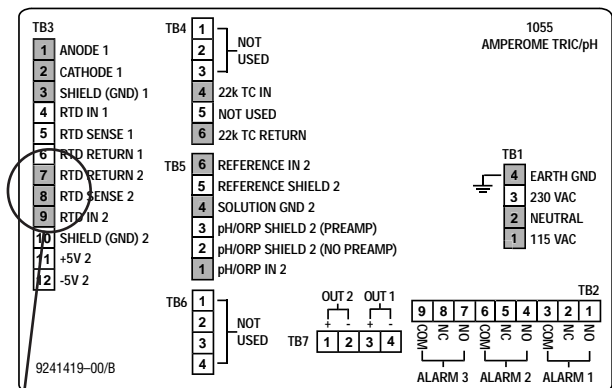 1055
AMPEROME TRIC/pH
TB3
1 ANODE 1
2 CATHODE 1
3 SHIELD (GND) 1
4 RTD IN 1
5 RTD SENSE 1
6 RTD RETURN 1
7 RTD RETURN 2
8 RTD SENSE 2
9 RTD IN 2
10 SHIELD (GND) 2
11 +5V 2
12 -5V 2
TB4
1
2
3
NOT
USED
4 22k TC IN
5 NOT USED
6 22k TC RETURN
TB5
6 REFERENCE IN 2
5 REFERENCE SHIELD 2
4 SOLUTION GND 2
3 pH/ORP SHIELD 2 (PREAMP)
2 pH/ORP SHIELD 2 (NO PREAMP)
1 pH/ORP IN 2
TB1
4 EARTH GND
3 230 VAC
2 NEUTRAL
1 115 VAC
TB6
1
2
3
4
NOT
USED
OUT 2 OUT 1
+ - + -
TB7 1 2 3 4
TB2
9 8 7 6 5 4 3 2 1
COM NC NO COM NC NO COM NC NO
ALARM 3 ALARM 2 ALARM 1
9241419–00/B